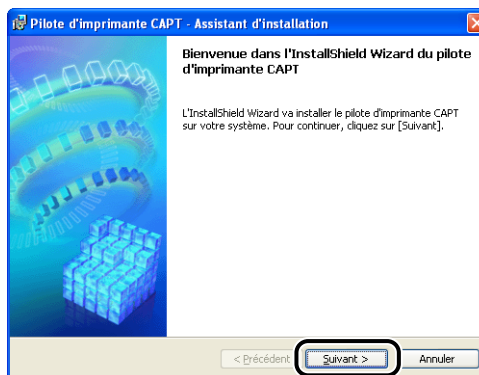 Pilote d'imprimante CAPT - Assistant d'installation
Bienvenue dans l'InstallShield Wizard du pilote
d'imprimante CAPT
L'InstallShield Wizard va installer le pilote d'imprimante CAPT
sur votre système. Pour continuer, cliquez sur [Suivant].
< Précédent Suivant > Annuler